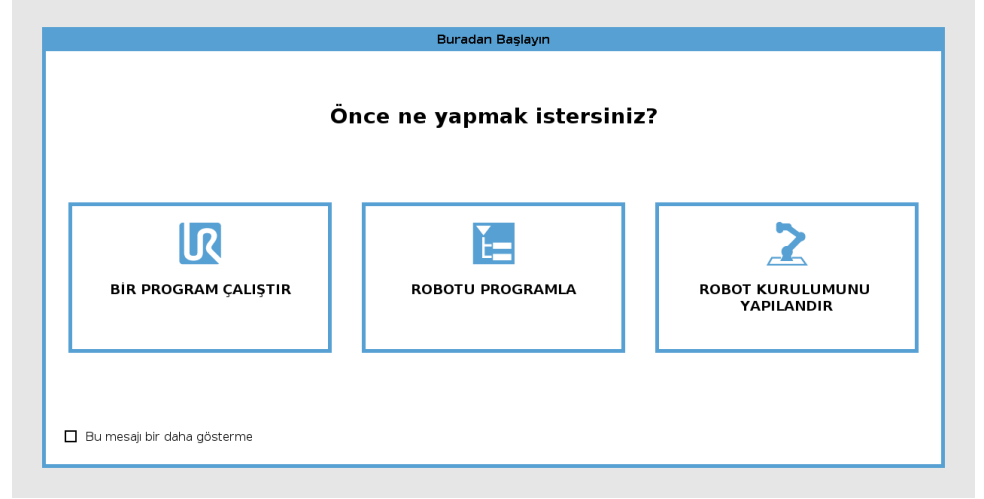 Buradan Başlayın
Önce ne yapmak istersiniz?
BİR PROGRAM ÇALIŞTIR
ROBOTU PROGRAMLA
ROBOT KURULUMUNU
YAPILANDIR
Bu mesajı bir daha gösterme